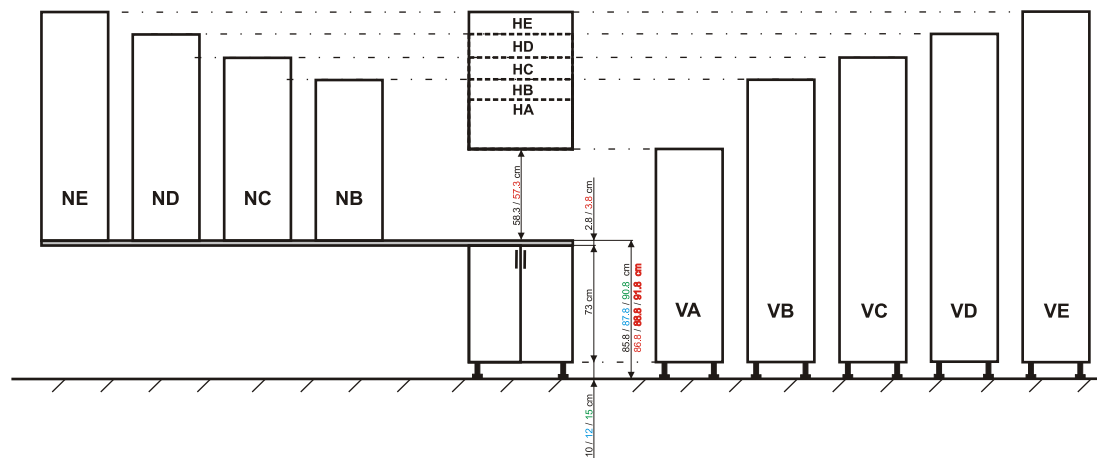 HE
HD
HC
HB
HA
NE
ND
NC
NB
58.3 / 57.3 cm
2.8 / 3.8 cm
73 cm
85.8 / 87.8 / 90.8 cm
86.8 / 88.8 / 91.8 cm
VA
VB
VC
VD
VE
10 / 12 / 15 cm